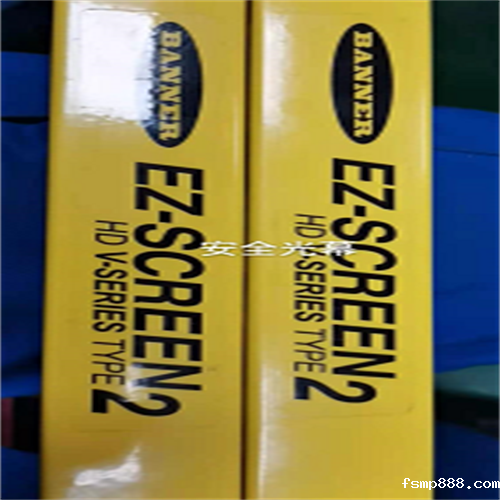 BANNER
EZ-SCREEN
HD V-SERIES TYPE 2
BANNER
EZ-SCREEN
HD V-SERIES TYPE 2
安全光幕
fsmp888.com